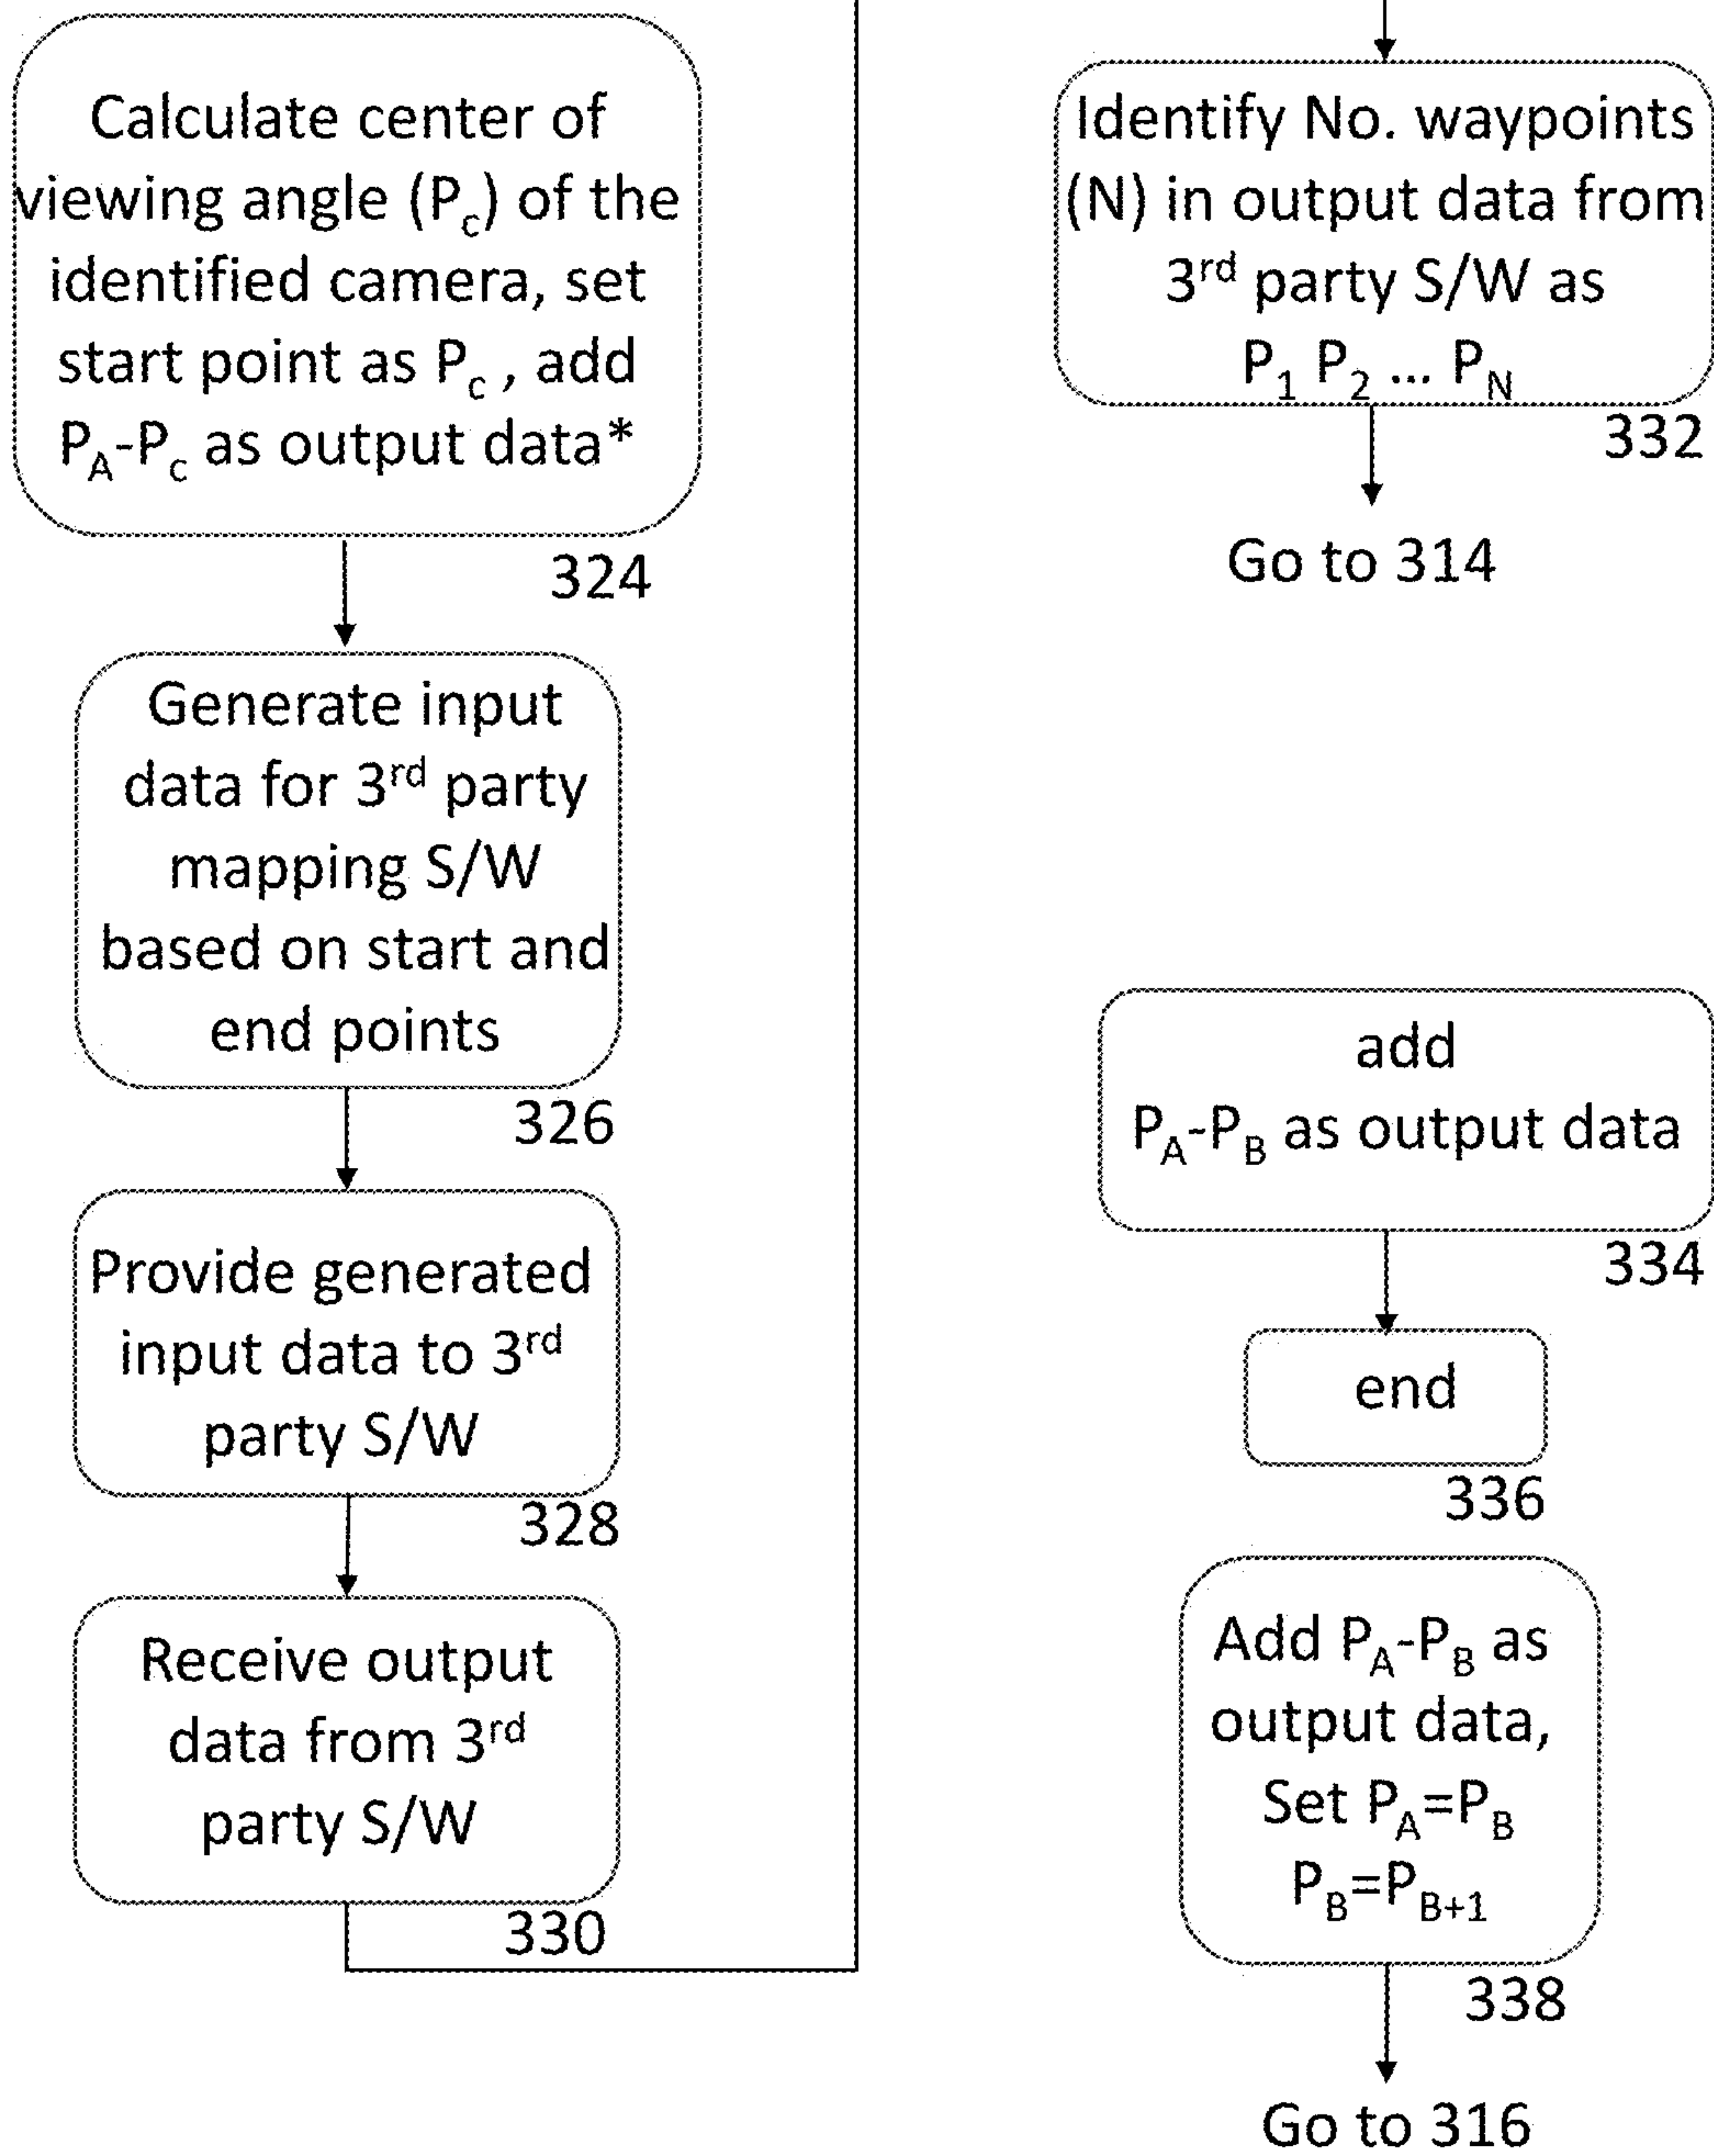 Calculate center of
viewing angle (Pc) of the
identified camera, set
start point as Pc , add
PA-Pc as output data*
324
Generate input
data for 3rd party
mapping S/W
based on start and
end points
326
Provide generated
input data to 3rd
party S/W
328
Receive output
data from 3rd
party S/W
330
Identify No. waypoints
(N) in output data from
3rd party S/W as
P1 P2 ... PN
332
Go to 314
add
PA-PB as output data
334
end
336
Add PA-PB as
output data,
Set PA=PB
PB=PB+1
338
Go to 316